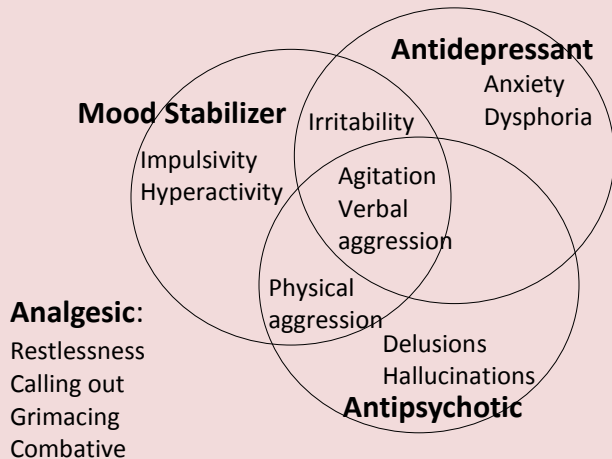 Antidepressant
Anxiety
Dysphoria
Mood Stabilizer
Irritability
Impulsivity
Hyperactivity
Agitation
Verbal
aggression
Physical
aggression
Delusions
Hallucinations
Antipsychotic
Analgesic:
Restlessness
Calling out
Grimacing
Combative